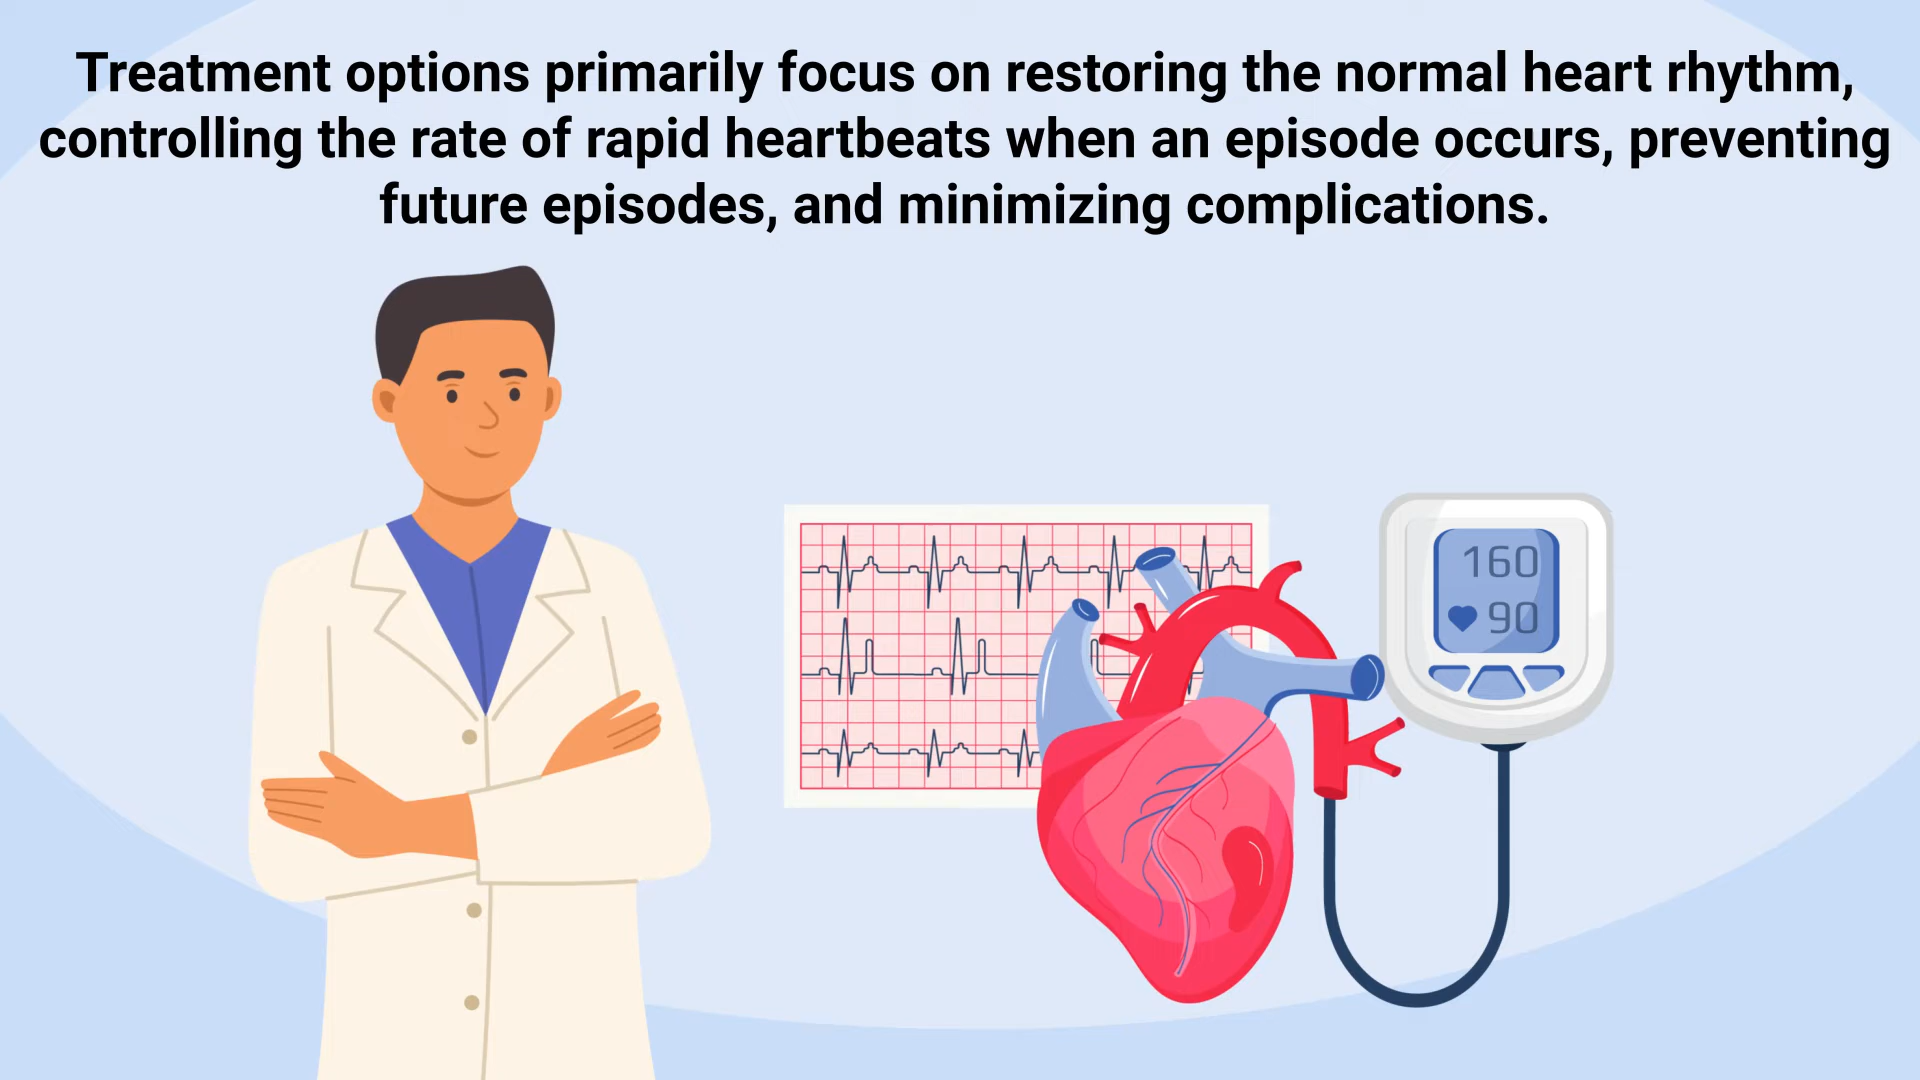 Treatment options primarily focus on restoring the normal heart rhythm,
controlling the rate of rapid heartbeats when an episode occurs, preventing
future episodes, and minimizing complications.
160
90